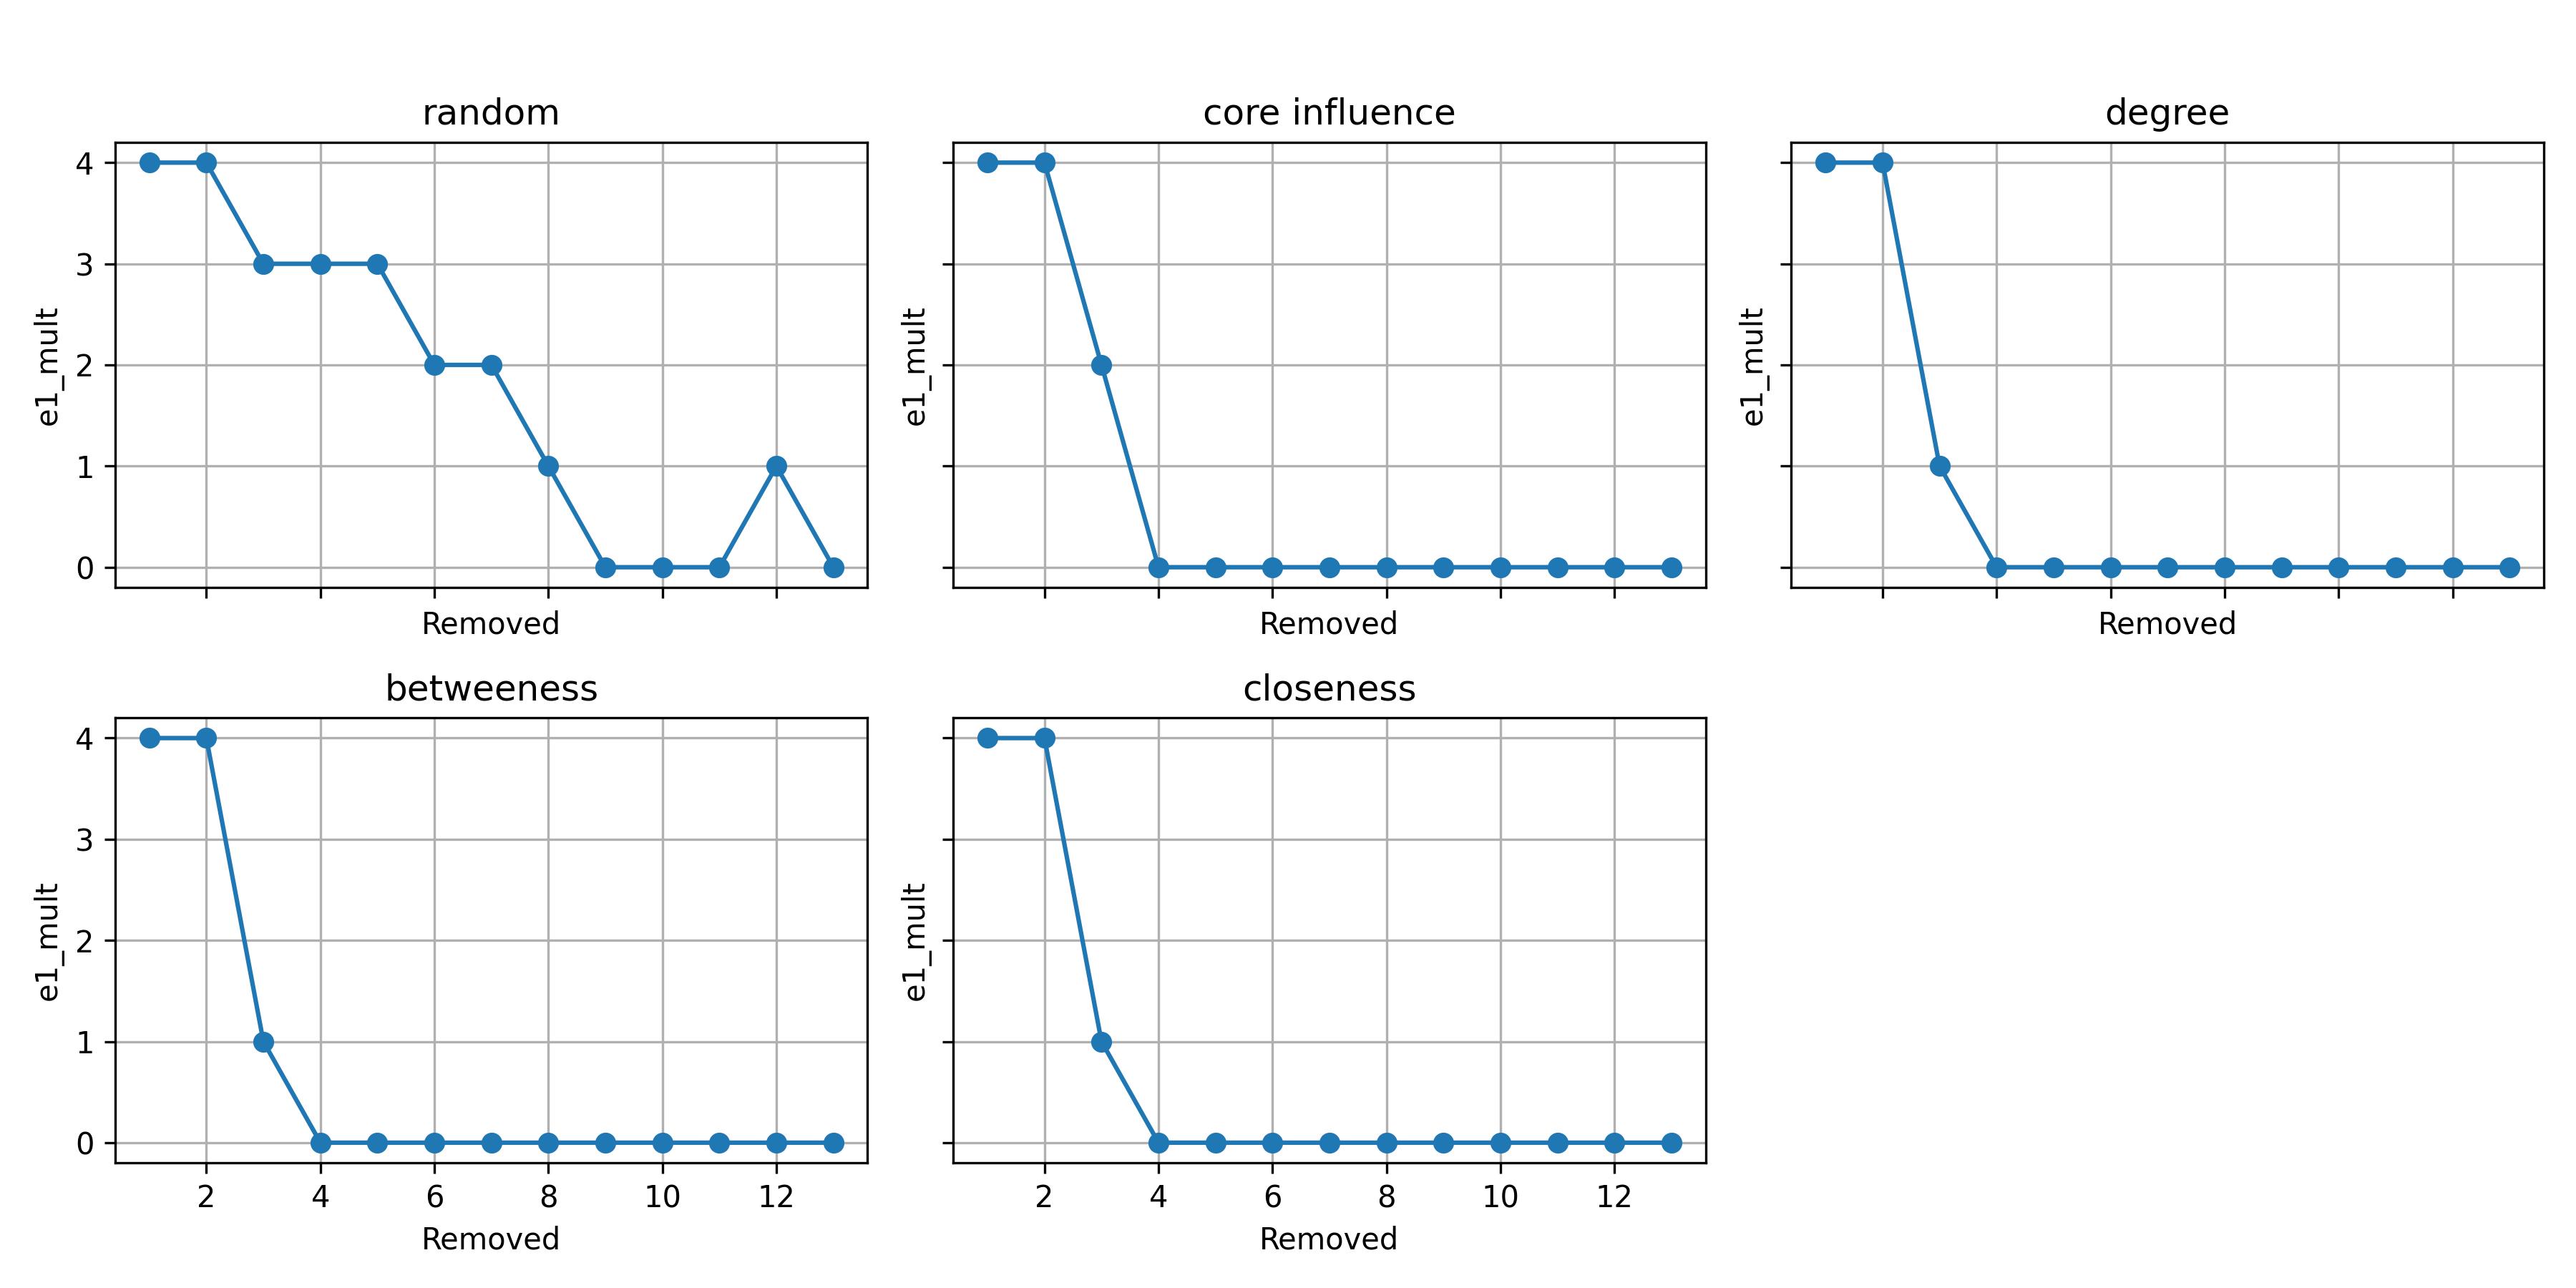 random
core influence
degree
4
3
2
1
0
e1_mult
e1_mult
e1_mult
Removed
Removed
Removed
betweeness
closeness
4
3
2
1
0
e1_mult
e1_mult
2 4 6 8 10 12
2 4 6 8 10 12
Removed
Removed